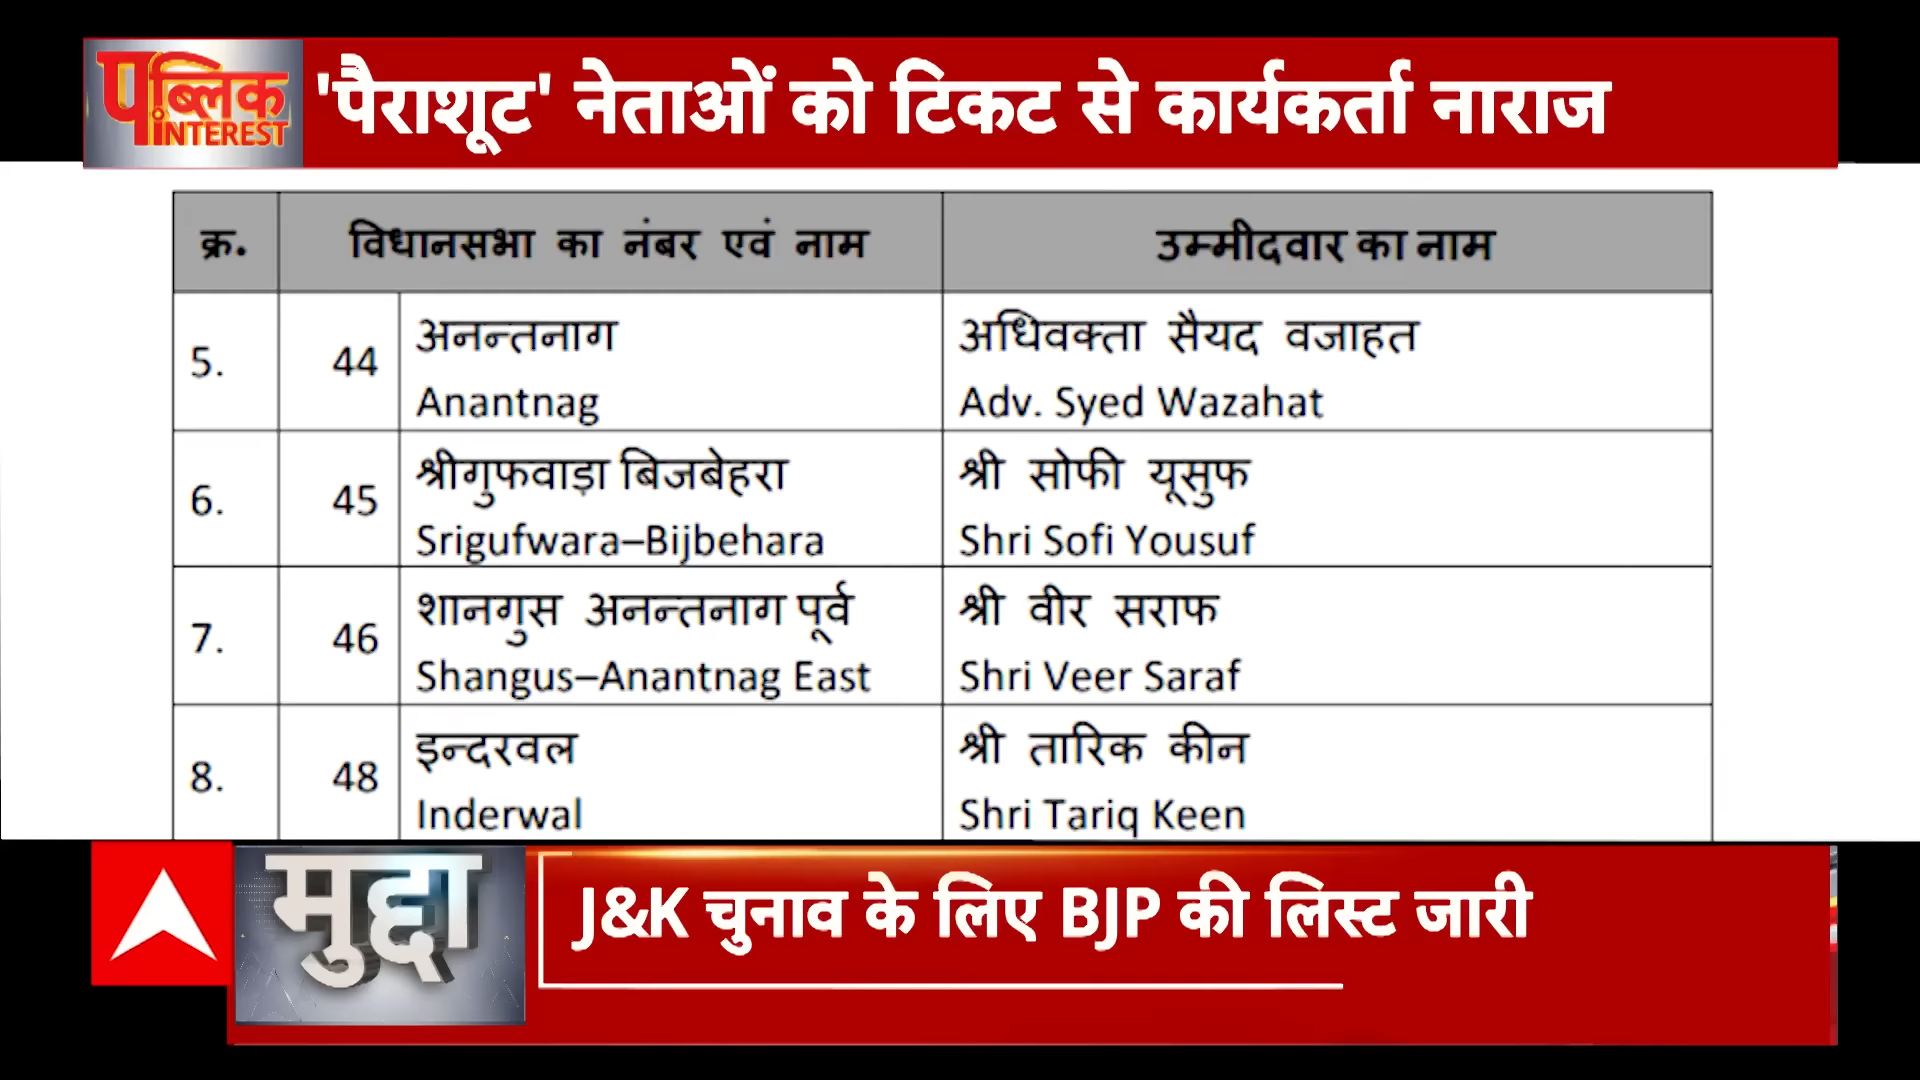 पब्लिक
INTEREST
'पैराशूट' नेताओं को टिकट से कार्यकर्ता नाराज
क्र. विधानसभा का नंबर एवं नाम उम्मीदवार का नाम
5. 44 अनन्तनाग अधिवक्ता सैयद वजाहत
Anantnag Adv. Syed Wazahat
6. 45 श्रीगुफवाड़ा बिजबेहरा श्री सोफी यूसुफ
Srigufwara–Bijbehara Shri Sofi Yousuf
7. 46 शानगुस अनन्तनाग पूर्व श्री वीर सराफ
Shangus–Anantnag East Shri Veer Saraf
8. 48 इन्दरवल श्री तारिक कीन
Inderwal Shri Tariq Keen
मुद्दा
J&K चुनाव के लिए BJP की लिस्ट जारी